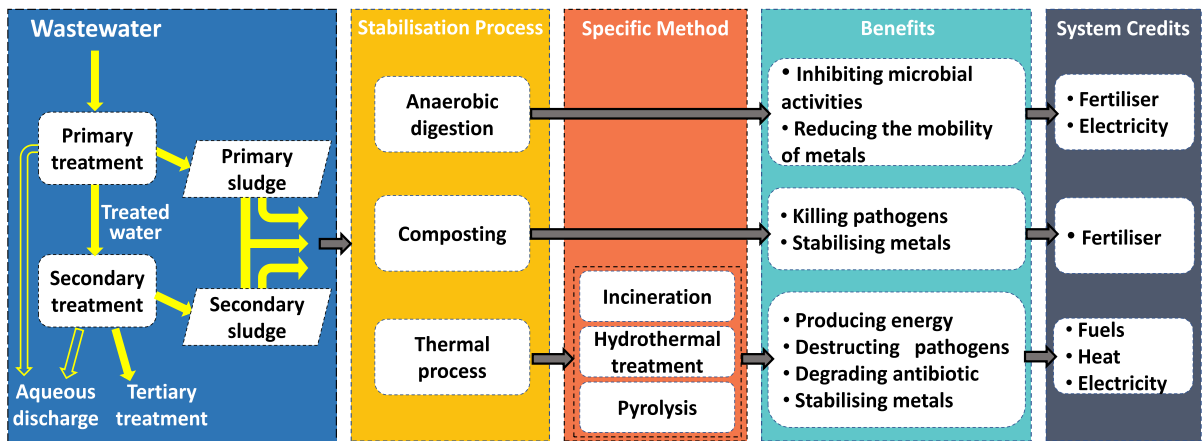 Wastewater
Primary
treatment
Primary
sludge
Treated
water
Secondary
treatment
Secondary
sludge
Aqueous
discharge
Tertiary
treatment
Stabilisation Process
Anaerobic
digestion
Composting
Thermal
process
Specific Method
Incineration
Hydrothermal
treatment
Pyrolysis
Benefits
• Inhibiting microbial
activities
• Reducing the mobility
of metals
• Killing pathogens
• Stabilising metals
• Producing energy
• Destructing pathogens
• Degrading antibiotic
• Stabilising metals
System Credits
• Fertiliser
• Electricity
• Fertiliser
• Fuels
• Heat
• Electricity